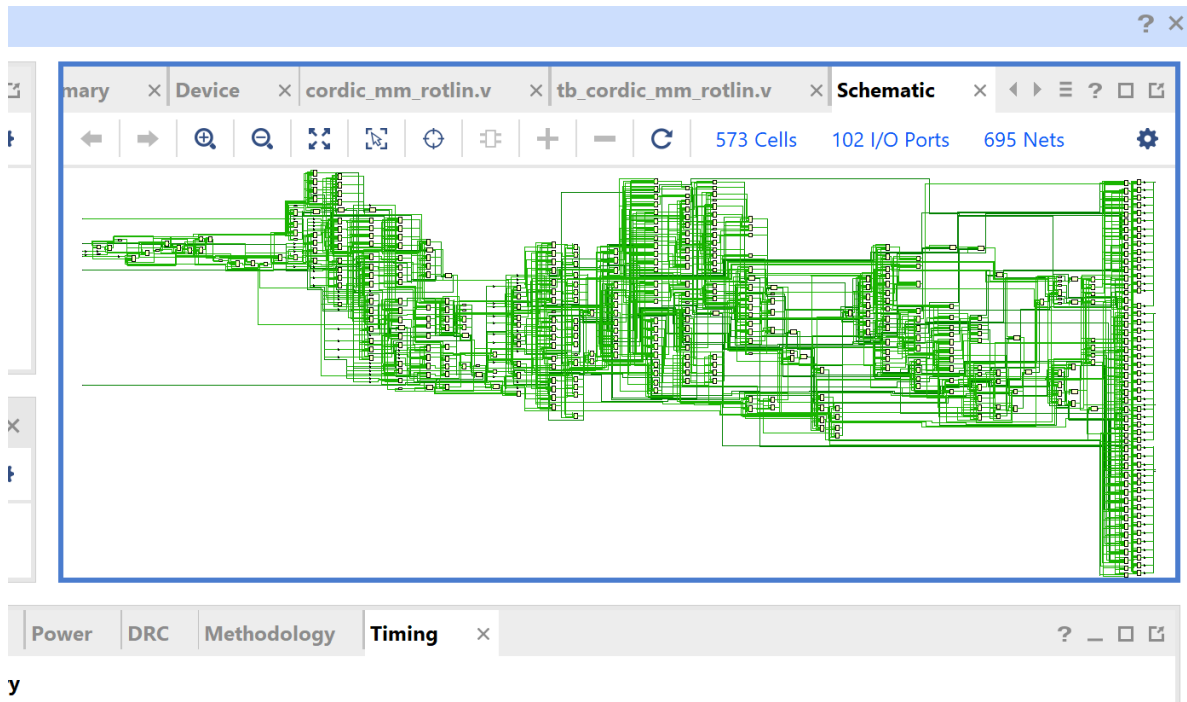 ? ×
mary × Device × cordic_mm_rotlin.v × tb_cordic_mm_rotlin.v × Schematic × ?
573 Cells 102 I/O Ports 695 Nets
Power DRC Methodology Timing × ?
y